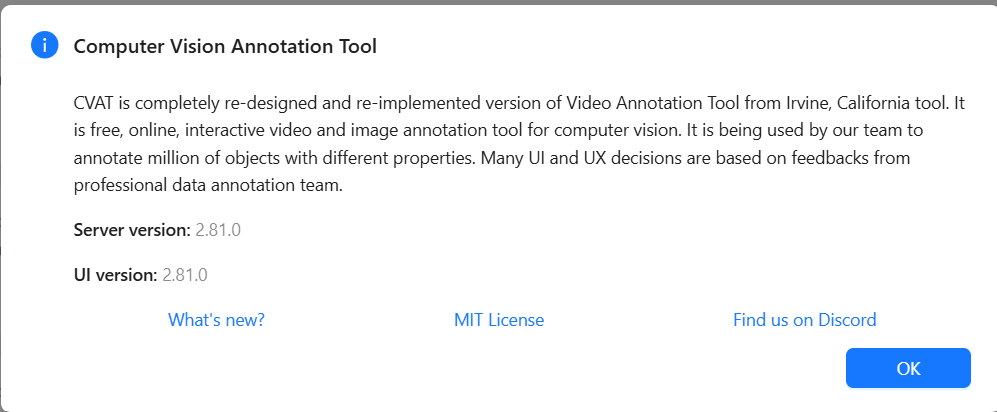 Computer Vision Annotation Tool
CVAT is completely re-designed and re-implemented version of Video Annotation Tool from Irvine, California tool. It
is free, online, interactive video and image annotation tool for computer vision. It is being used by our team to
annotate million of objects with different properties. Many UI and UX decisions are based on feedbacks from
professional data annotation team.
Server version: 2.81.0
UI version: 2.81.0
What's new? MIT License Find us on Discord
OK